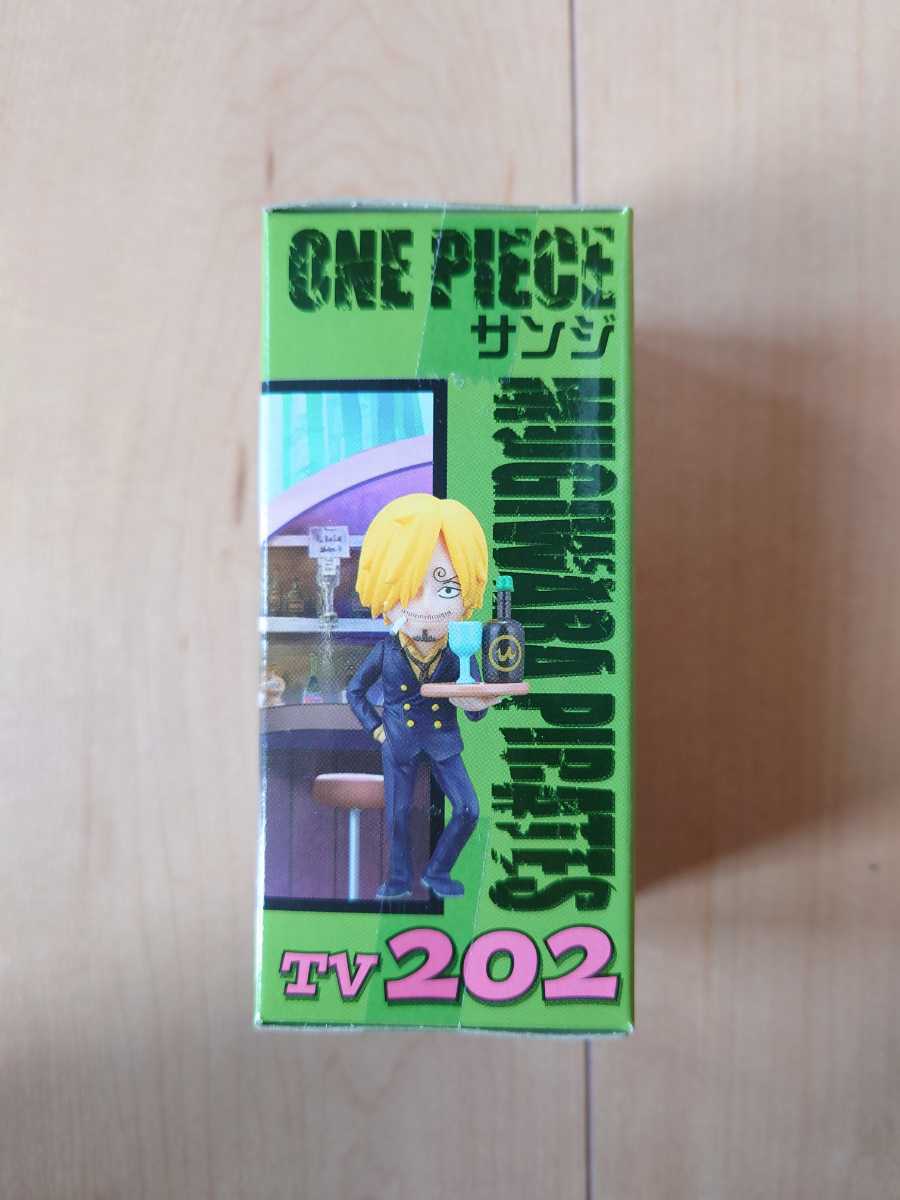 ONE PIECE
サンジ
MUGIWARA PIRATES
TV202